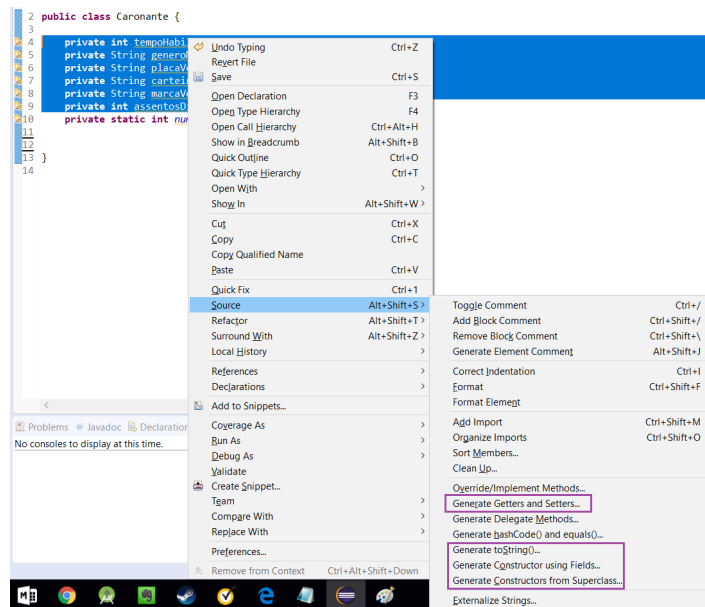 2 public class Caronante {
3
4 private int tempoHabi
5 private String generoM
6 private String placaVe
7 private String cartei
8 private String marcaVe
9 private int assentosDi
10 private static int num
11
12
13 }
14
Undo Typing Ctrl+Z
Revert File
Save Ctrl+S
Open Declaration F3
Open Type Hierarchy F4
Open Call Hierarchy Ctrl+Alt+H
Show in Breadcrumb Alt+Shift+B
Quick Outline Ctrl+O
Quick Type Hierarchy Ctrl+T
Open With >
Show In Alt+Shift+W >
Cut Ctrl+X
Copy Ctrl+C
Copy Qualified Name
Paste Ctrl+V
Quick Fix Ctrl+1
Source Alt+Shift+S >
Refactor Alt+Shift+T >
Surround With Alt+Shift+Z >
Local History >
References >
Declarations >
Add to Snippets...
Coverage As >
Run As >
Debug As >
Validate
Create Snippet...
Team >
Compare With >
Replace With >
Preferences...
Remove from Context Ctrl+Alt+Shift+Down
Toggle Comment Ctrl+/
Add Block Comment Ctrl+Shift+/
Remove Block Comment Ctrl+Shift+\
Generate Element Comment Alt+Shift+J
Correct Indentation Ctrl+I
Format Ctrl+Shift+F
Format Element
Add Import Ctrl+Shift+M
Organize Imports Ctrl+Shift+O
Sort Members...
Clean Up...
Override/Implement Methods...
Generate Getters and Setters...
Generate Delegate Methods...
Generate hashCode() and equals()...
Generate toString()...
Generate Constructor using Fields...
Generate Constructors from Superclass...
Externalize Strings...
Problems @ Javadoc Declaration
No consoles to display at this time.